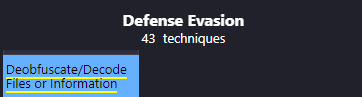 Defense Evasion
43 techniques
Deobfuscate/Decode
Files or Information